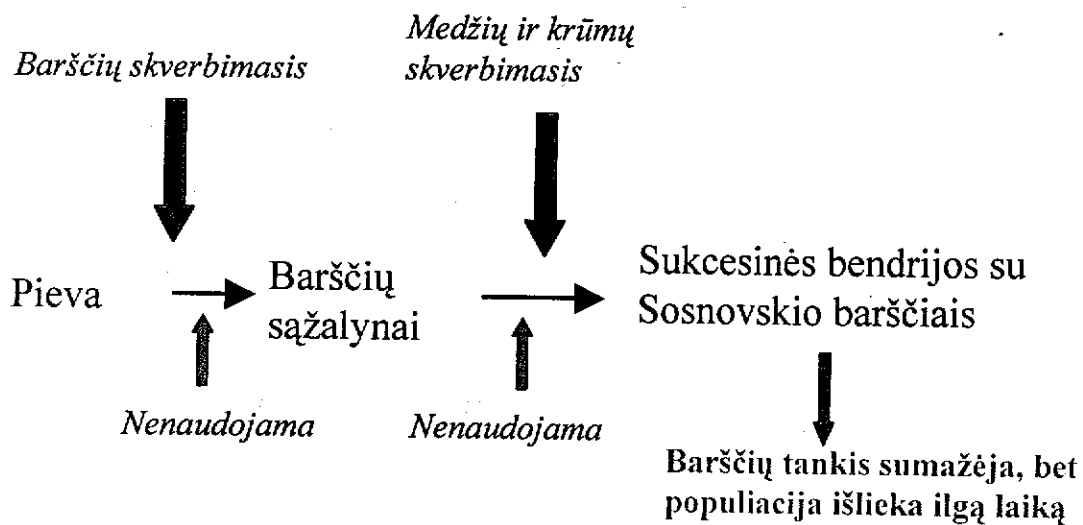 Barščių skverbimasis
Medžių ir krūmų
skverbimasis
Pieva
Barščių
sąžalynai
Sukcesinės bendrijos su
Sosnovskio barščiais
Nenaudojama
Nenaudojama
Barščių tankis sumažėja, bet
populiacija išlieka ilgą laiką